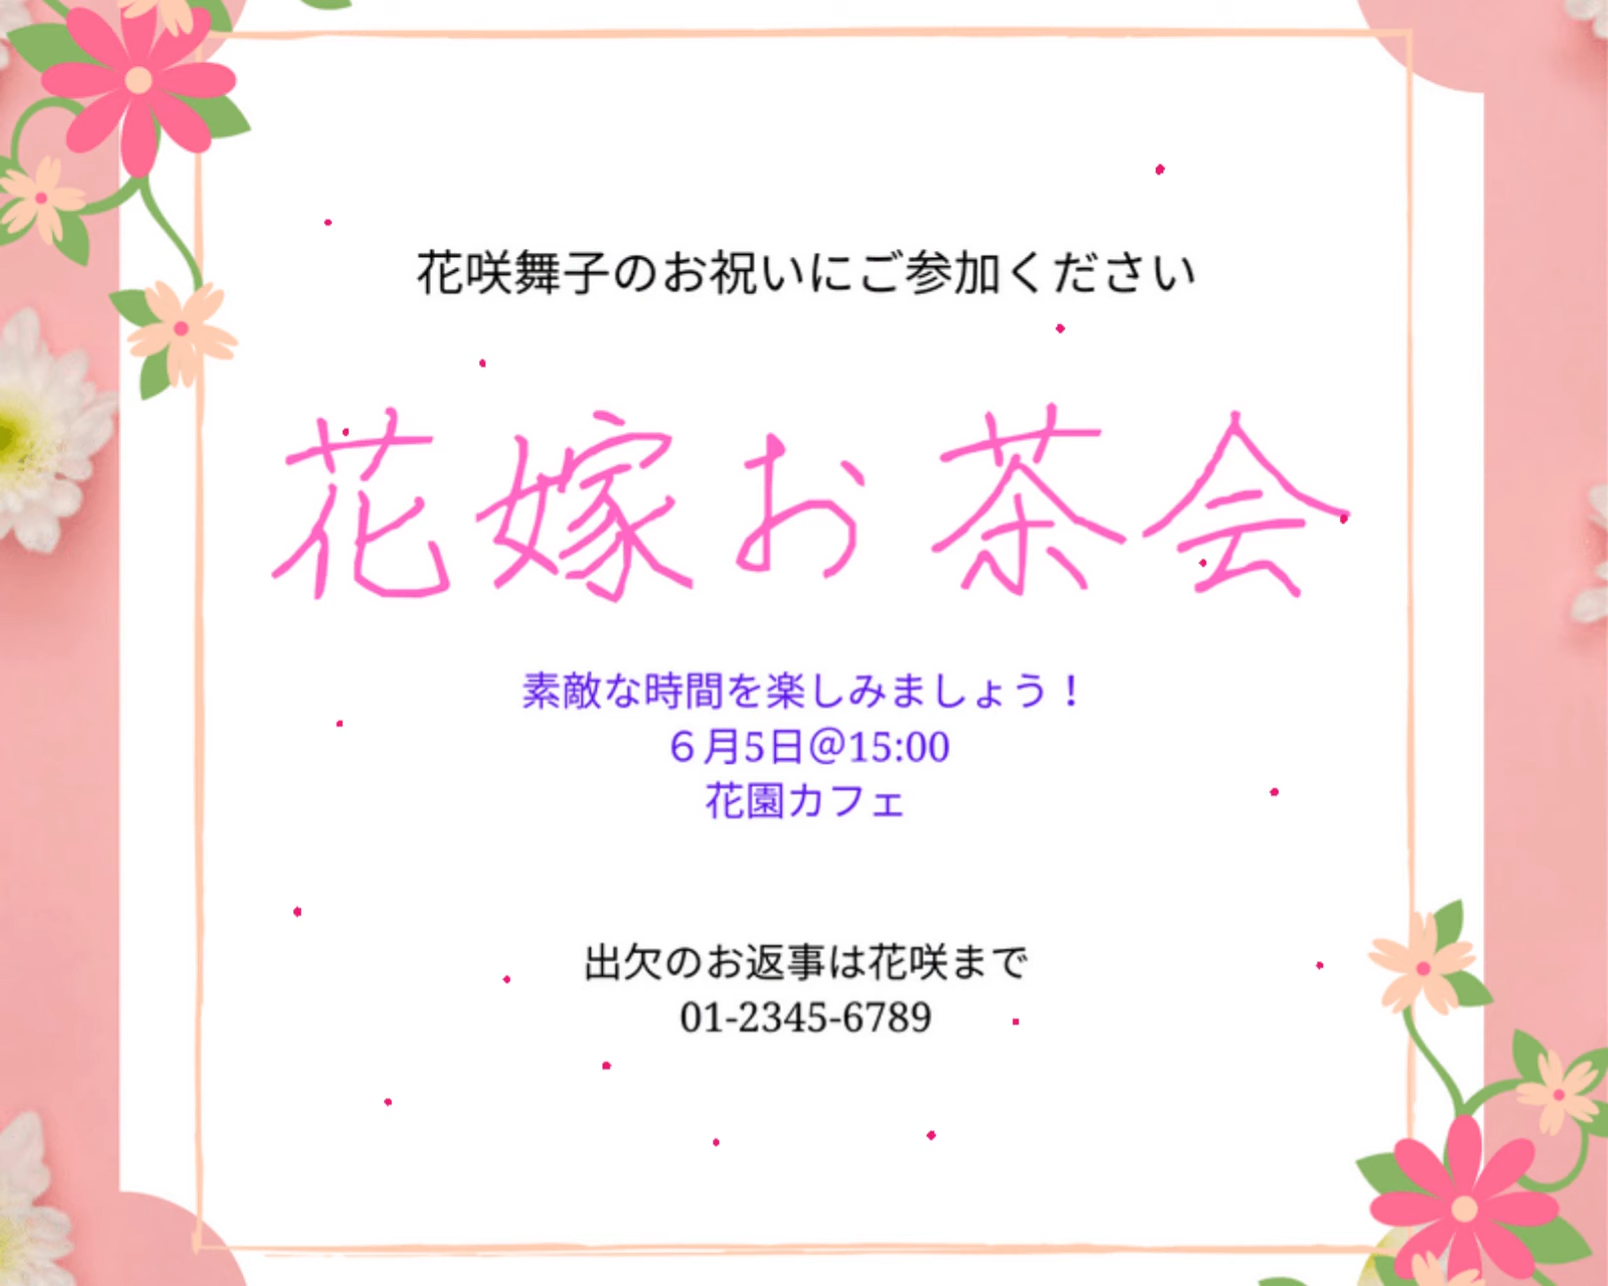 花咲舞子のお祝いにご参加ください
花嫁お茶会
素敵な時間を楽しみましょう！
６月5日＠15:00
花園カフェ
出欠のお返事は花咲まで
01-2345-6789